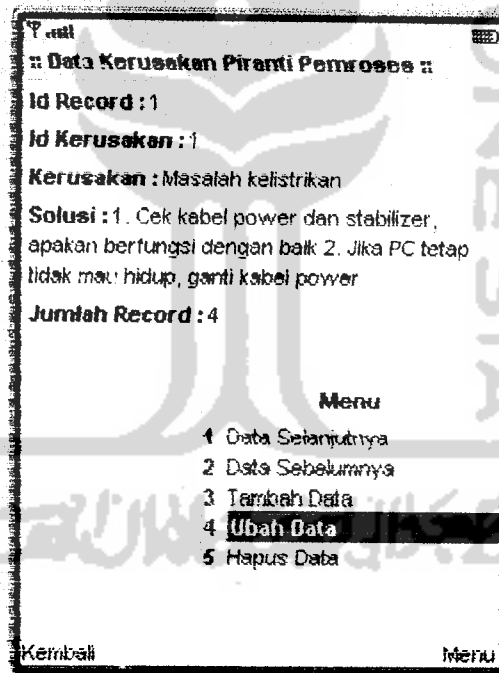 :: Data Kerusakan Piranti Pemroses ::
Id Record : 1
Id Kerusakan : 1
Kerusakan : Masalah kelistrikan
Solusi : 1. Cek kabel power dan stabilizer,
apakan berfungsi dengan baik 2. Jika PC tetap
tidak mau hidup, ganti kabel power
Jumlah Record : 4
Menu
1 Data Selanjutnya
2 Data Sebelumnya
3 Tambah Data
4 Ubah Data
5 Hapus Data
Kembali
Menu